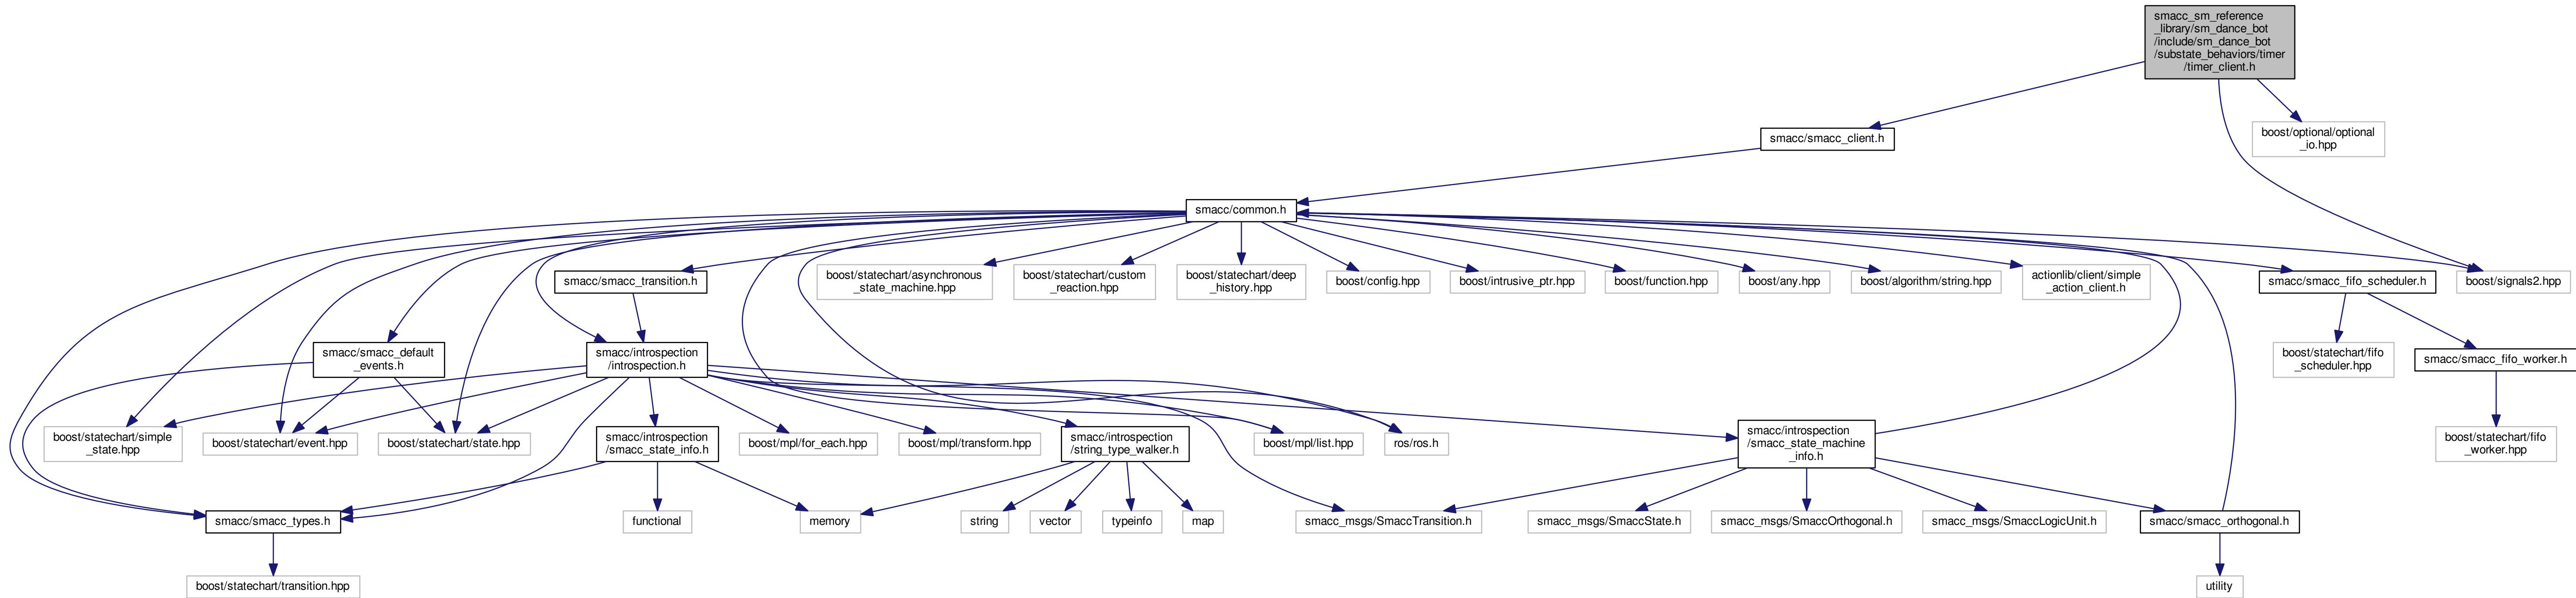 smacc_sm_reference
_library/sm_dance_bot
/include/sm_dance_bot
/substate_behaviors/timer
/timer_client.h
smacc/smacc_client.h
boost/optional/optional
_io.hpp
smacc/common.h
smacc/smacc_transition.h
boost/statechart/asynchronous
_state_machine.hpp
boost/statechart/custom
_reaction.hpp
boost/statechart/deep
_history.hpp
boost/config.hpp
boost/intrusive_ptr.hpp
boost/function.hpp
boost/any.hpp
boost/algorithm/string.hpp
actionlib/client/simple
_action_client.h
smacc/smacc_fifo_scheduler.h
boost/signals2.hpp
smacc/smacc_default
_events.h
smacc/introspection
/introspection.h
boost/statechart/fifo
_scheduler.hpp
smacc/smacc_fifo_worker.h
boost/statechart/simple
_state.hpp
boost/statechart/event.hpp
boost/statechart/state.hpp
smacc/introspection
/smacc_state_info.h
boost/mpl/for_each.hpp
boost/mpl/transform.hpp
smacc/introspection
/string_type_walker.h
boost/mpl/list.hpp
ros/ros.h
smacc/introspection
/smacc_state_machine
_info.h
boost/statechart/fifo
_worker.hpp
smacc/smacc_types.h
functional
memory
string
vector
typeinfo
map
smacc_msgs/SmaccTransition.h
smacc_msgs/SmaccState.h
smacc_msgs/SmaccOrthogonal.h
smacc_msgs/SmaccLogicUnit.h
smacc/smacc_orthogonal.h
boost/statechart/transition.hpp
utility